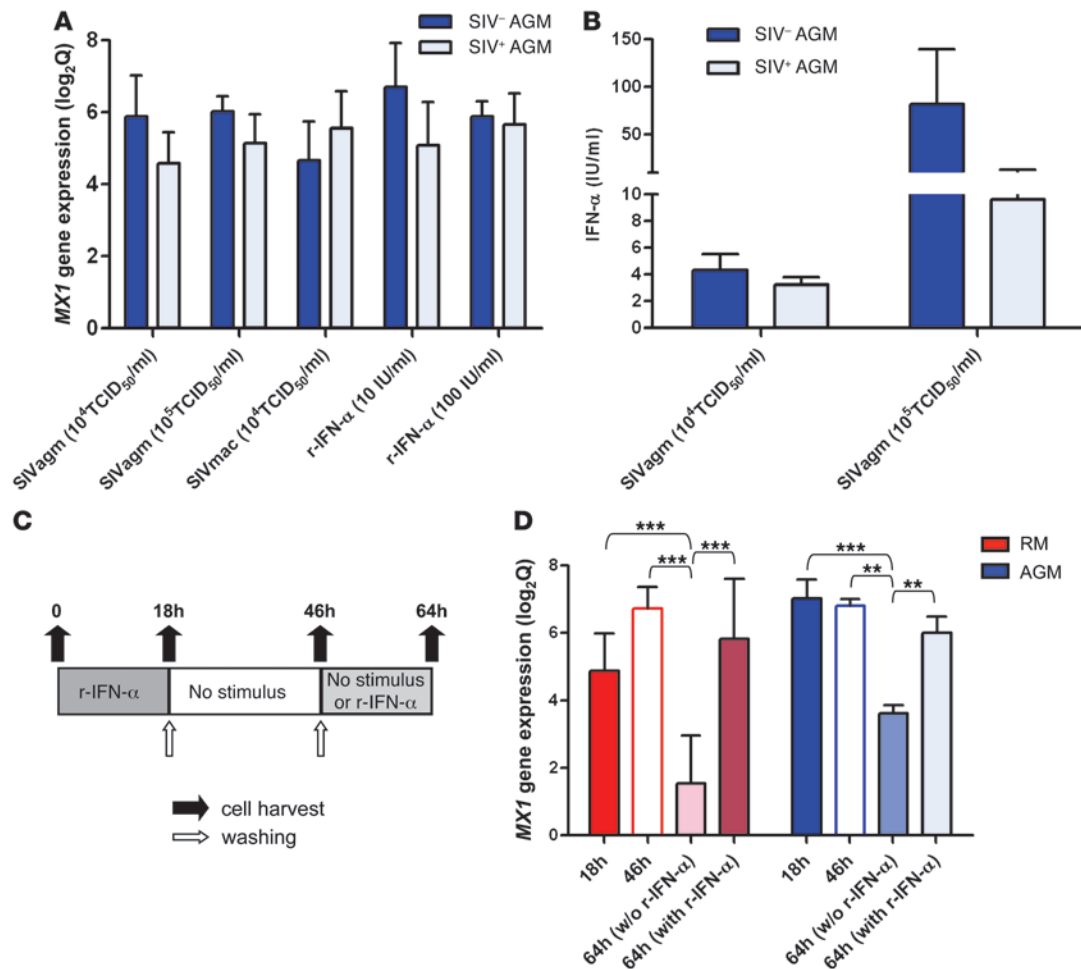 A
SIV⁻ AGM
SIV⁺ AGM
MX1 gene expression (log₂Q)
8
6
4
2
0
SIVagm (10⁴TCID₅₀/ml)
SIVagm (10⁵TCID₅₀/ml)
SIVmac (10⁴TCID₅₀/ml)
r-IFN-α (10 IU/ml)
r-IFN-α (100 IU/ml)
B
SIV⁻ AGM
SIV⁺ AGM
IFN-α (IU/ml)
150
100
50
10
8
6
4
2
0
SIVagm (10⁴TCID₅₀/ml)
SIVagm (10⁵TCID₅₀/ml)
C
0 18h 46h 64h
r-IFN-α
No stimulus
No stimulus
or r-IFN-α
cell harvest
washing
D
RM
AGM
MX1 gene expression (log₂Q)
8
6
4
2
0
*** *** ***
*** ** **
18h
46h
64h (w/o r-IFN-α)
64h (with r-IFN-α)
18h
46h
64h (w/o r-IFN-α)
64h (with r-IFN-α)